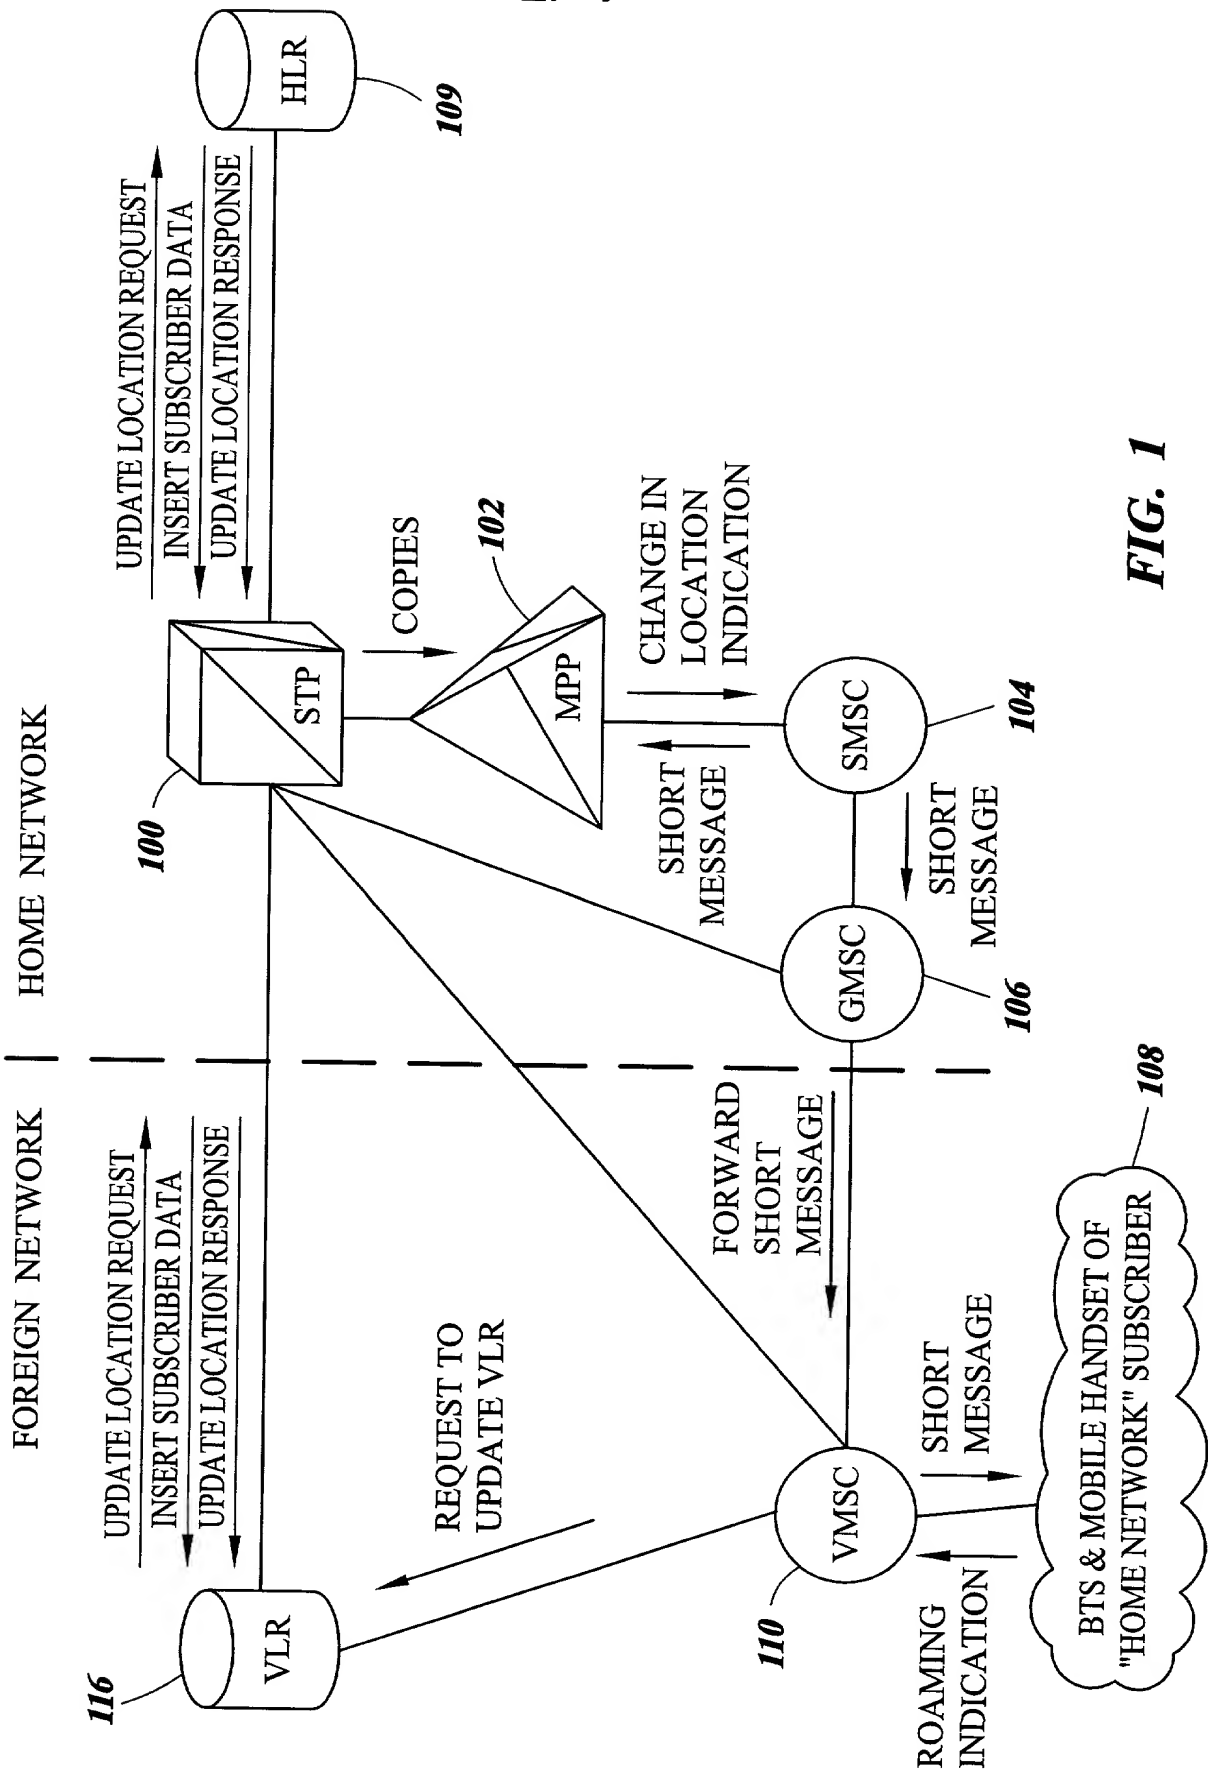 FOREIGN NETWORK
HOME NETWORK
116
VLR
UPDATE LOCATION REQUEST
INSERT SUBSCRIBER DATA
UPDATE LOCATION RESPONSE
100
STP
UPDATE LOCATION REQUEST
INSERT SUBSCRIBER DATA
UPDATE LOCATION RESPONSE
HLR
109
REQUEST TO
UPDATE VLR
COPIES
102
MPP
SHORT
MESSAGE
CHANGE IN
LOCATION
INDICATION
110
VMSC
FORWARD
SHORT
MESSAGE
GMSC
106
SHORT
MESSAGE
SMSC
104
ROAMING
INDICATION
SHORT
MESSAGE
BTS & MOBILE HANDSET OF
"HOME NETWORK" SUBSCRIBER
108
FIG. 1